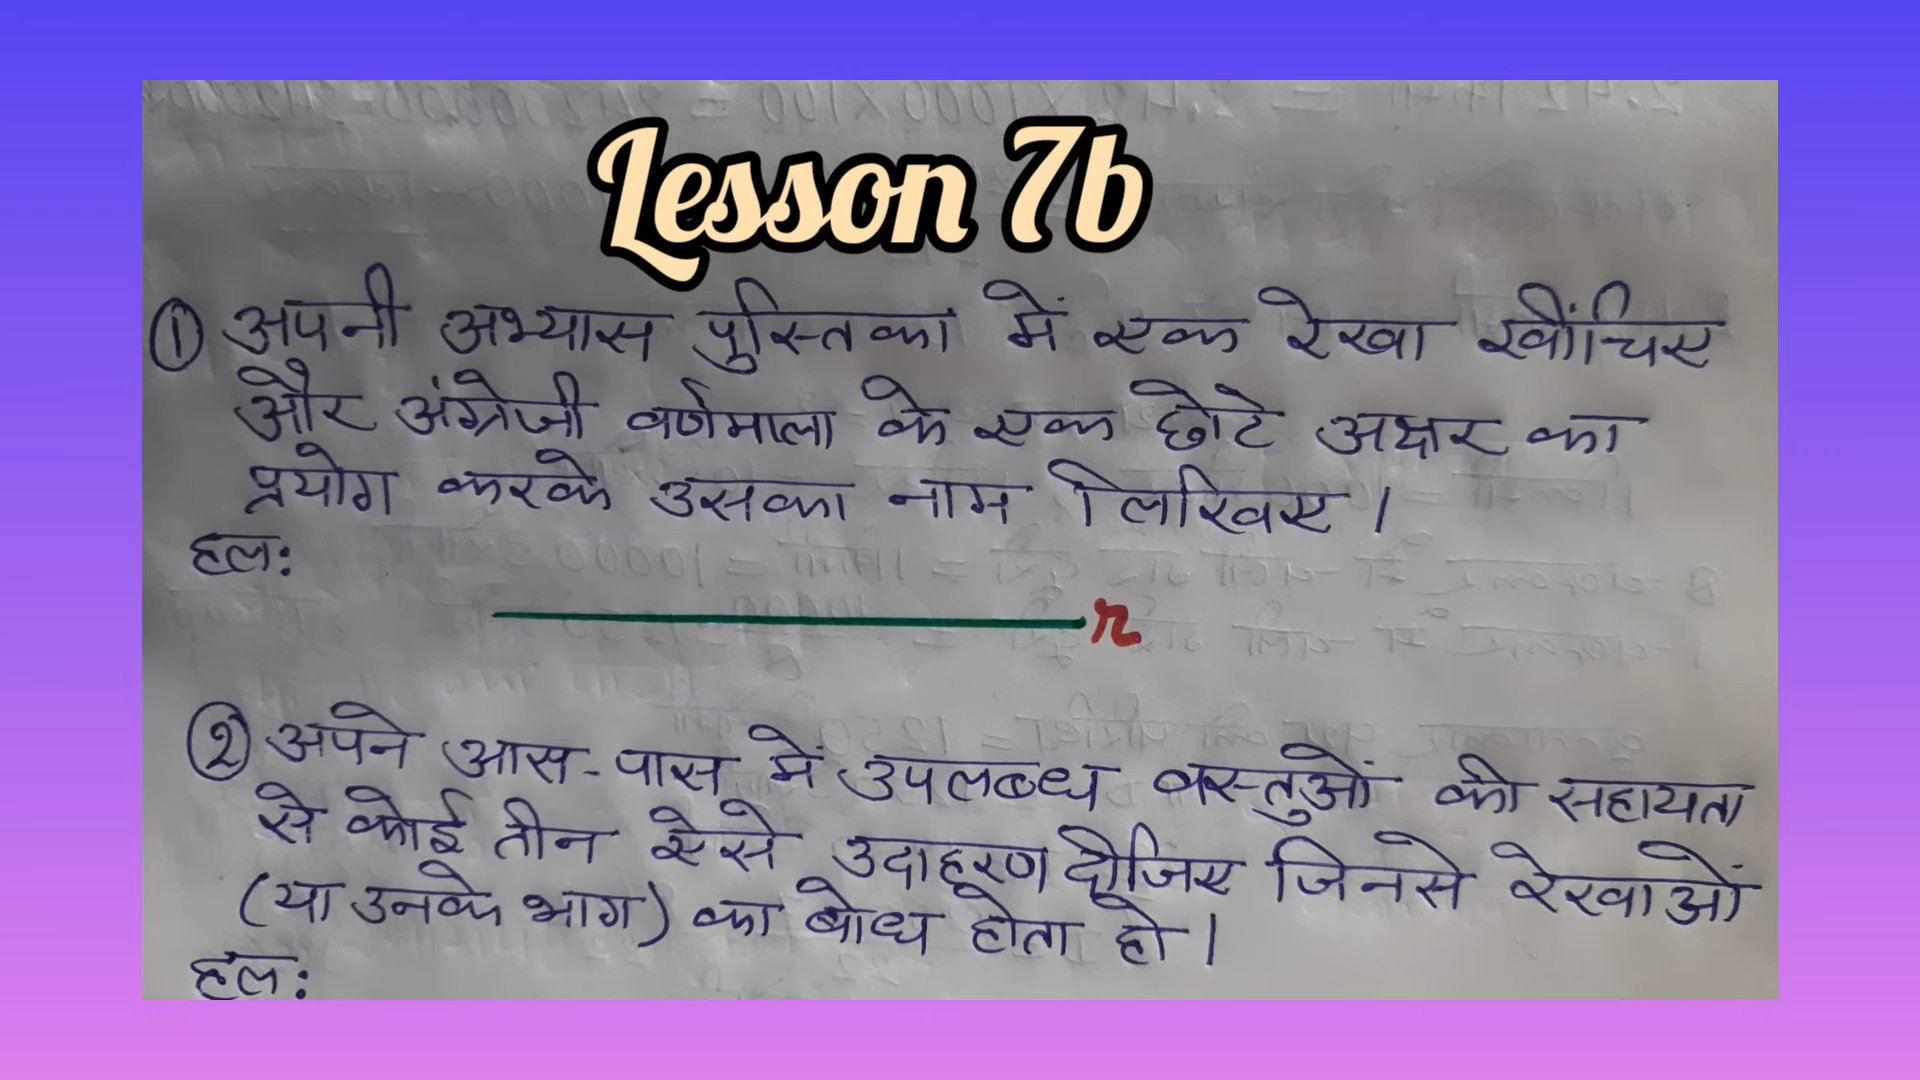 Lesson 7b
① अपनी अभ्यास पुस्तिका में एक रेखा खींचिए
और अंग्रेजी वर्णमाला के एक छोटे अक्षर का
प्रयोग करके उसका नाम लिखिए ।
हल:
r
② अपने आस-पास में उपलब्ध वस्तुओं की सहायता
से कोई तीन ऐसे उदाहरण दीजिए जिनसे रेखाओं
(या उनके भाग) का बोध होता हो ।
हल: